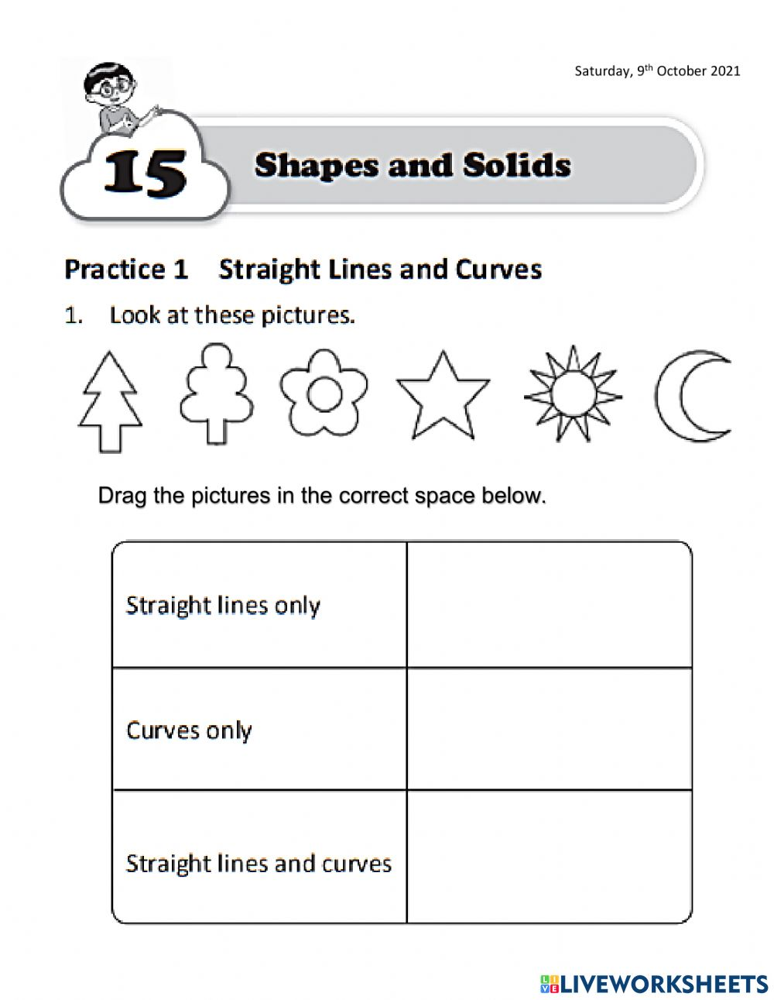 Saturday, 9th October 2021
15 Shapes and Solids
Practice 1 Straight Lines and Curves
1. Look at these pictures.
Drag the pictures in the correct space below.
Straight lines only
Curves only
Straight lines and curves
LIVE LIVEWORKSHEETS